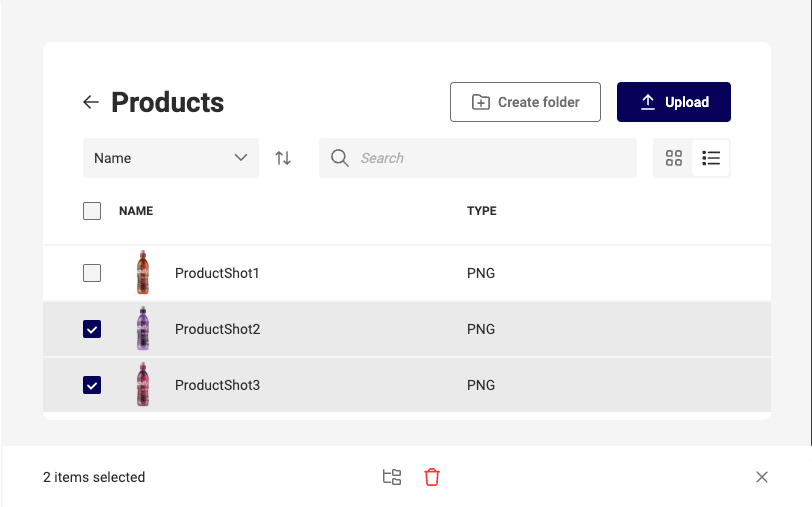 Products
Create folder
Upload
Name
Search
NAME TYPE
ProductShot1 PNG
ProductShot2 PNG
ProductShot3 PNG
2 items selected